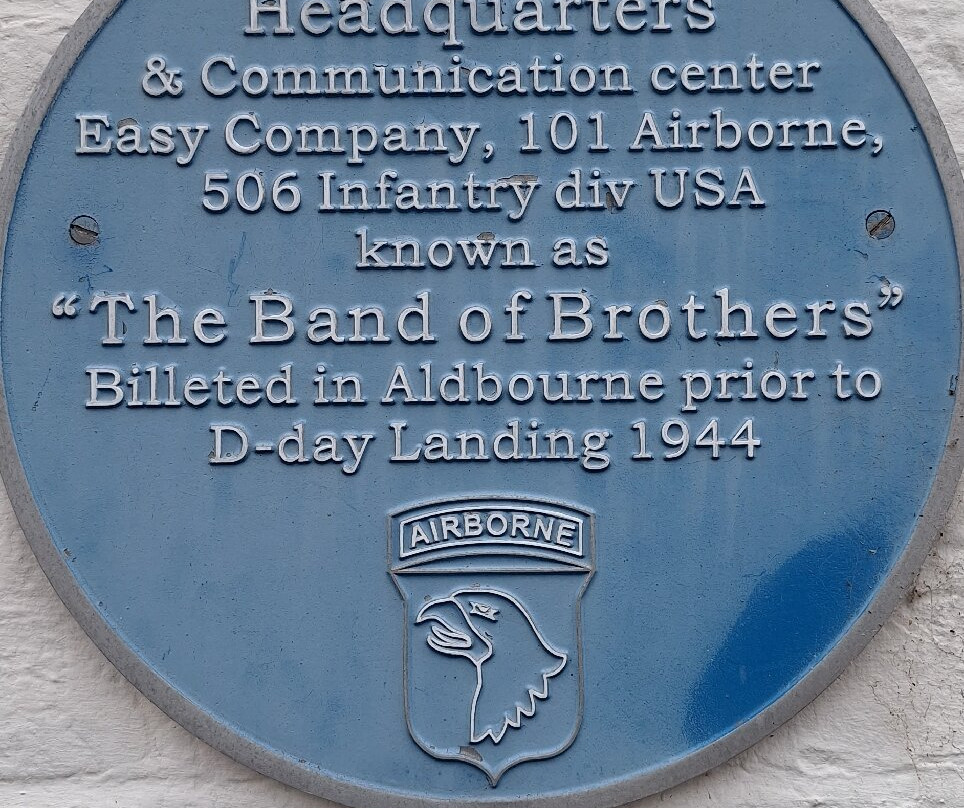 Headquarters
& Communication center
Easy Company, 101 Airborne,
506 Infantry div USA
known as
“The Band of Brothers”
Billeted in Aldbourne prior to
D-day Landing 1944
AIRBORNE